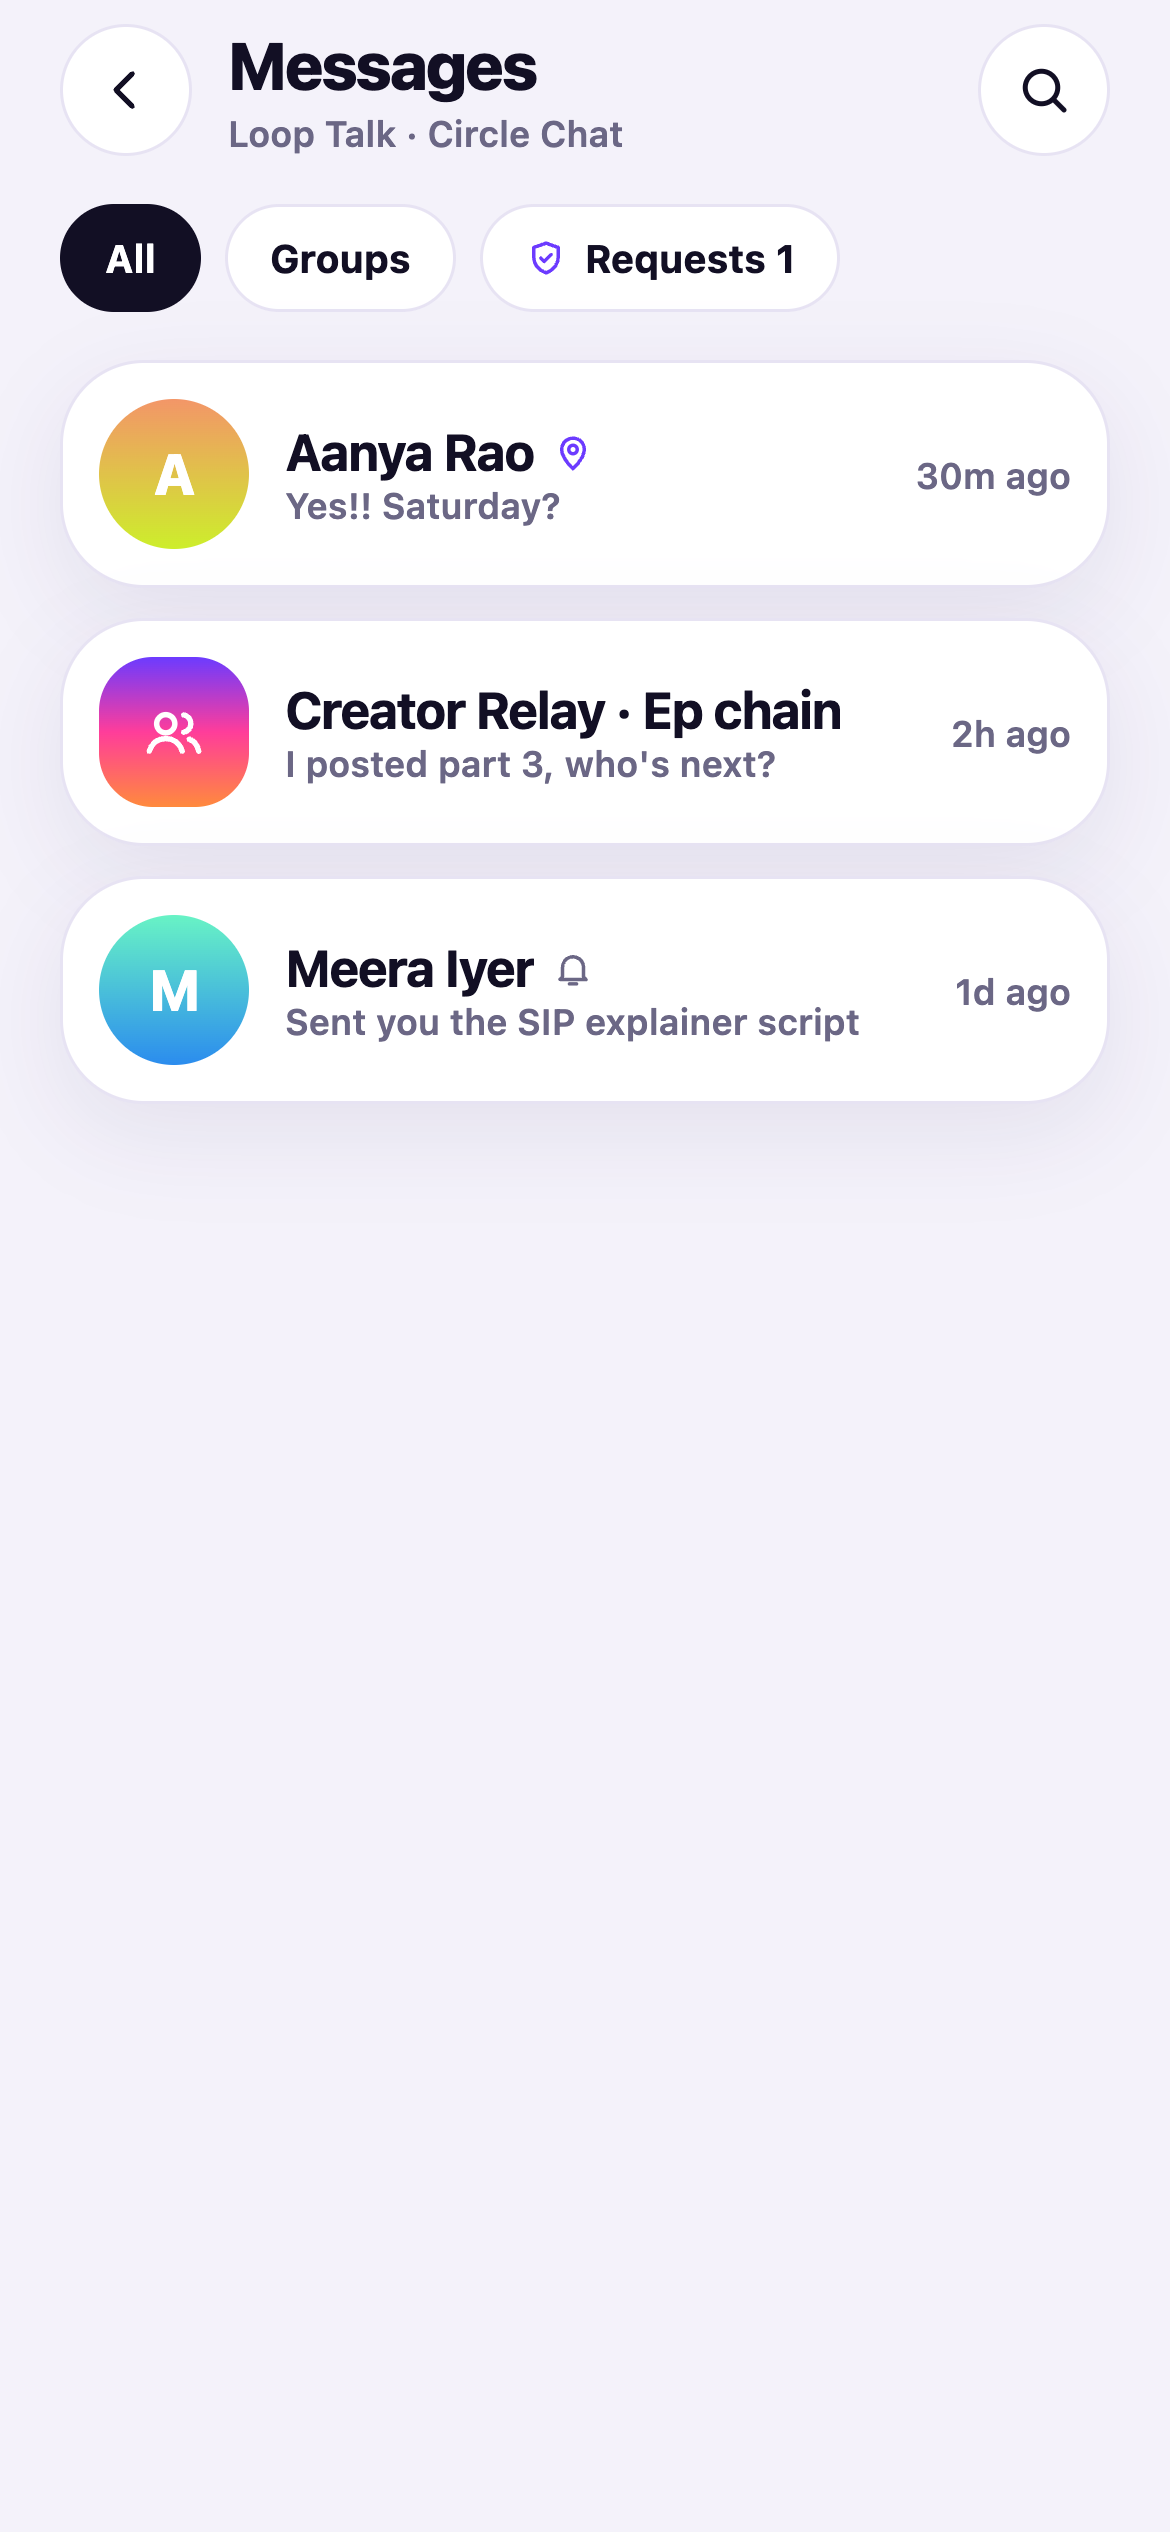 Messages
Loop Talk · Circle Chat
All
Groups
Requests 1
A
Aanya Rao
Yes!! Saturday?
30m ago
Creator Relay · Ep chain
I posted part 3, who's next?
2h ago
M
Meera Iyer
Sent you the SIP explainer script
1d ago